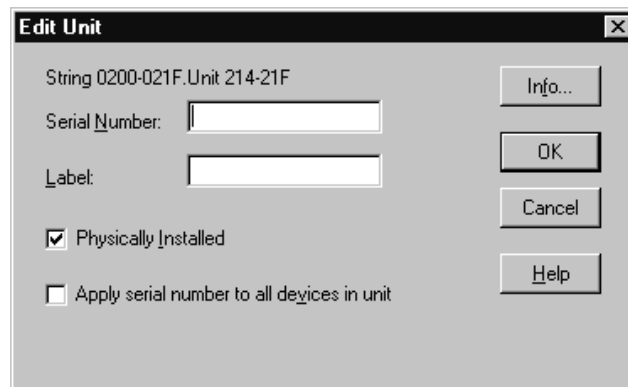 Edit Unit
String 0200-021F.Unit 214-21F
Info...
Serial Number:
OK
Label:
Cancel
Physically Installed
Help
Apply serial number to all devices in unit